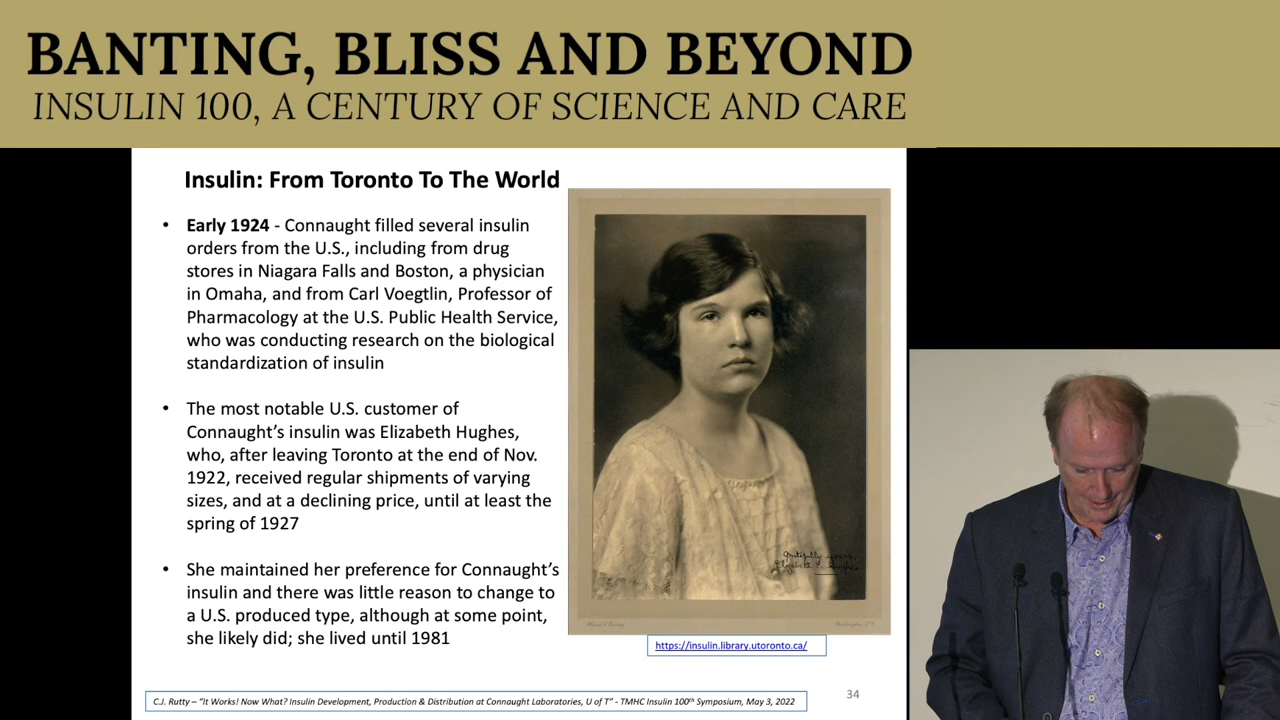 BANTING, BLISS AND BEYOND
INSULIN 100, A CENTURY OF SCIENCE AND CARE
Insulin: From Toronto To The World
• Early 1924 - Connaught filled several insulin
orders from the U.S., including from drug
stores in Niagara Falls and Boston, a physician
in Omaha, and from Carl Voegtlin, Professor of
Pharmacology at the U.S. Public Health Service,
who was conducting research on the biological
standardization of insulin
• The most notable U.S. customer of
Connaught’s insulin was Elizabeth Hughes,
who, after leaving Toronto at the end of Nov.
1922, received regular shipments of varying
sizes, and at a declining price, until at least the
spring of 1927
• She maintained her preference for Connaught’s
insulin and there was little reason to change to
a U.S. produced type, although at some point,
she likely did; she lived until 1981
Gratefully yours,
Elizabeth E. Hughes
https://insulin.library.utoronto.ca/
C.J. Rutty – “It Works! Now What? Insulin Development, Production & Distribution at Connaught Laboratories, U of T” - TMHC Insulin 100th Symposium, May 3, 2022
34